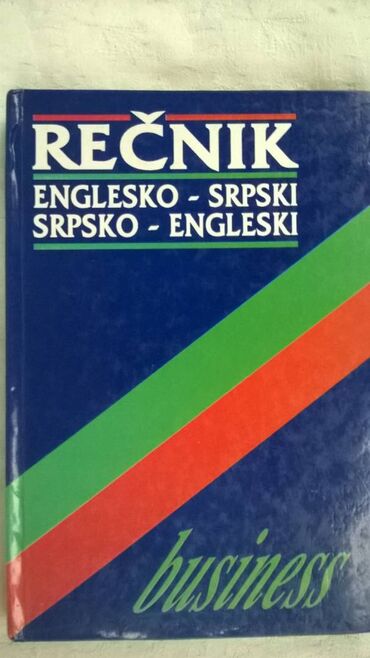 REČNIK
ENGLESKO - SRPSKI
SRPSKO - ENGLESKI
business